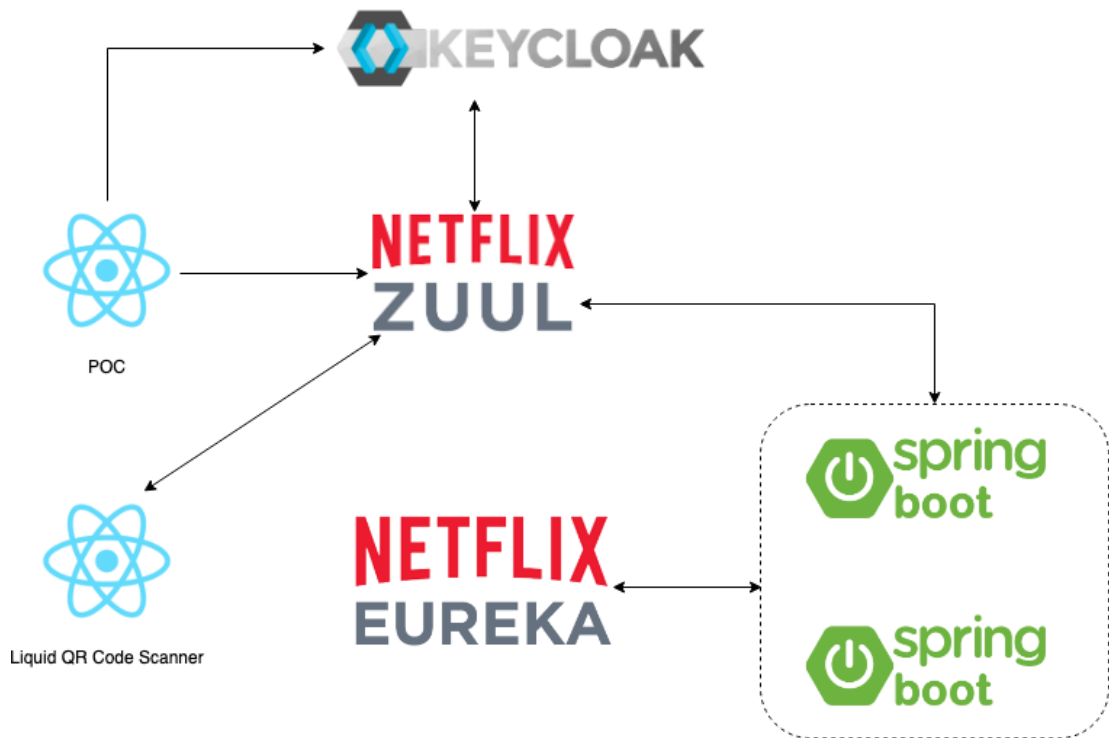 KEYCLOAK
NETFLIX
ZUUL
POC
spring
boot
NETFLIX
EUREKA
Liquid QR Code Scanner
spring
boot